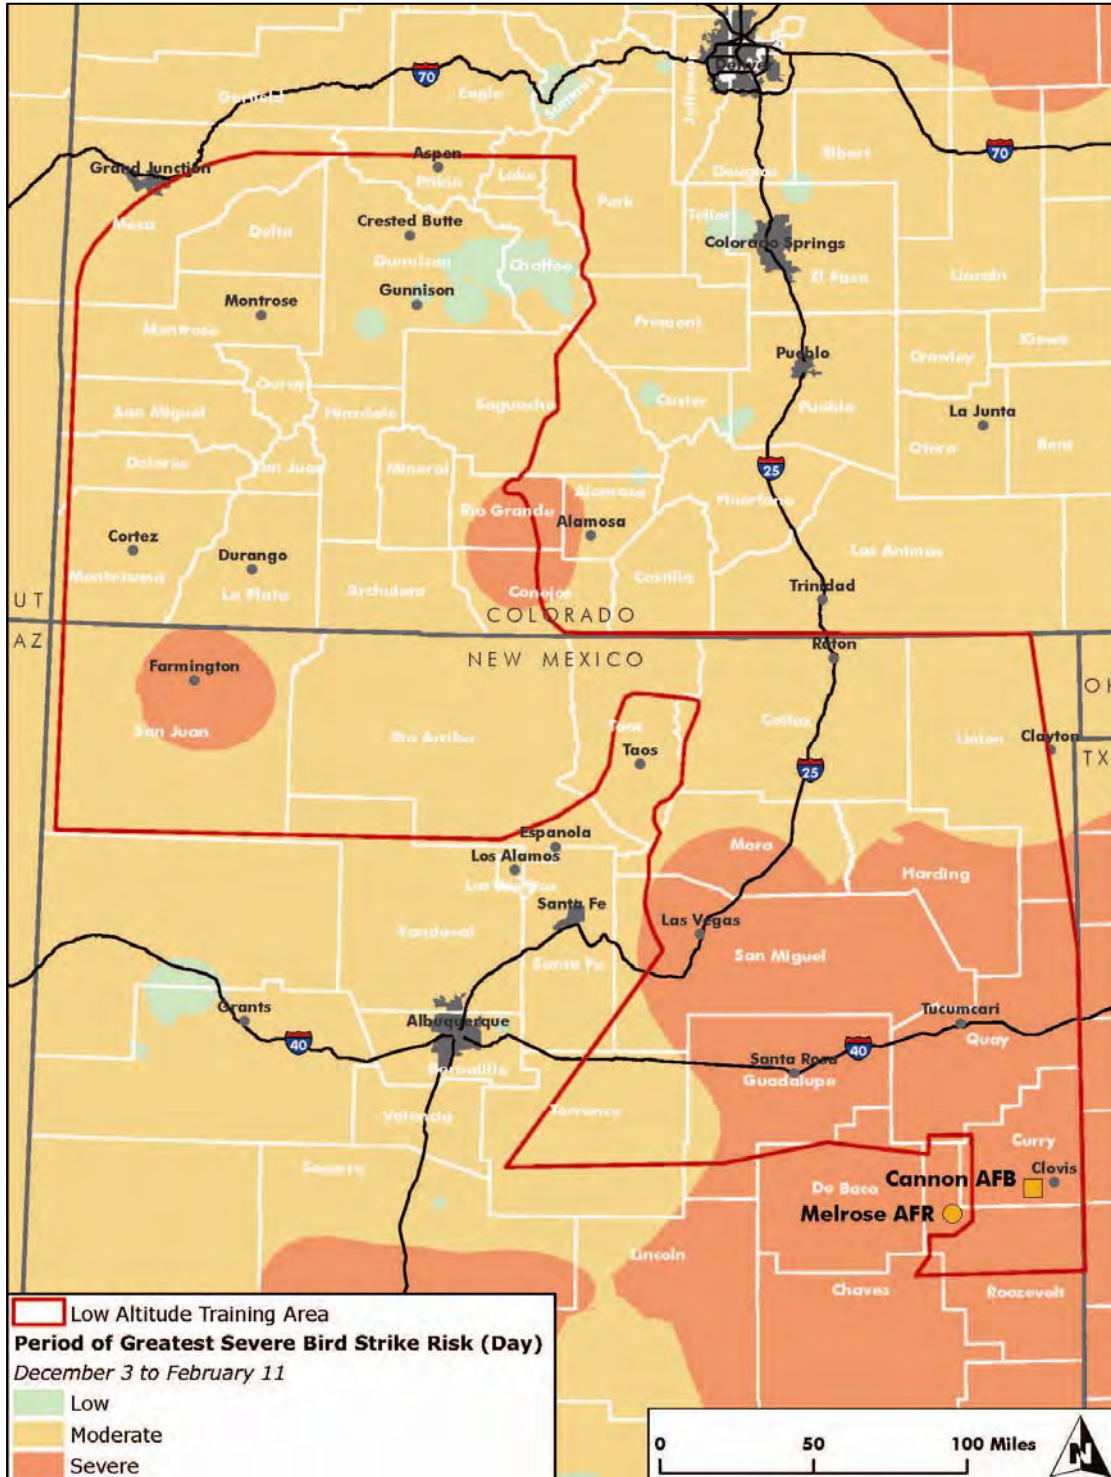 Denver
70
Garfield
Eagle
Summit
Jefferson
70
Elbert
Grand Junction
Aspen
Pitkin
Lake
Douglas
Park
Teller
Mesa
Delta
Crested Butte
Gunnison
Chaffee
Colorado Springs
El Paso
Lincoln
Gunnison
Montrose
Montrose
Fremont
Kiowa
Pueblo
Crowley
Ouray
San Miguel
Hinsdale
Saguache
Custer
Pueblo
La Junta
Otero
Bent
Dolores
San Juan
Mineral
25
Alamosa
Huerfano
Rio Grande
Alamosa
Cortez
Durango
Las Animas
Montezuma
La Plata
Archuleta
Conejos
Costilla
Trinidad
UT
COLORADO
AZ
NEW MEXICO
Raton
Farmington
OK
San Juan
Rio Arriba
Taos
Colfax
Union
Clayton
Taos
25
TX
Espanola
Los Alamos
Los Alamos
Mora
Harding
Santa Fe
Las Vegas
Sandoval
Santa Fe
San Miguel
Grants
Albuquerque
Tucumcari
40
40
Quay
Bernalillo
Santa Rosa
Guadalupe
Valencia
Torrance
Curry
Socorro
Clovis
De Baca
Cannon AFB
Melrose AFR
Lincoln
Chaves
Roosevelt
Low Altitude Training Area
Period of Greatest Severe Bird Strike Risk (Day)
December 3 to February 11
Low
Moderate
Severe
0 50 100 Miles
N